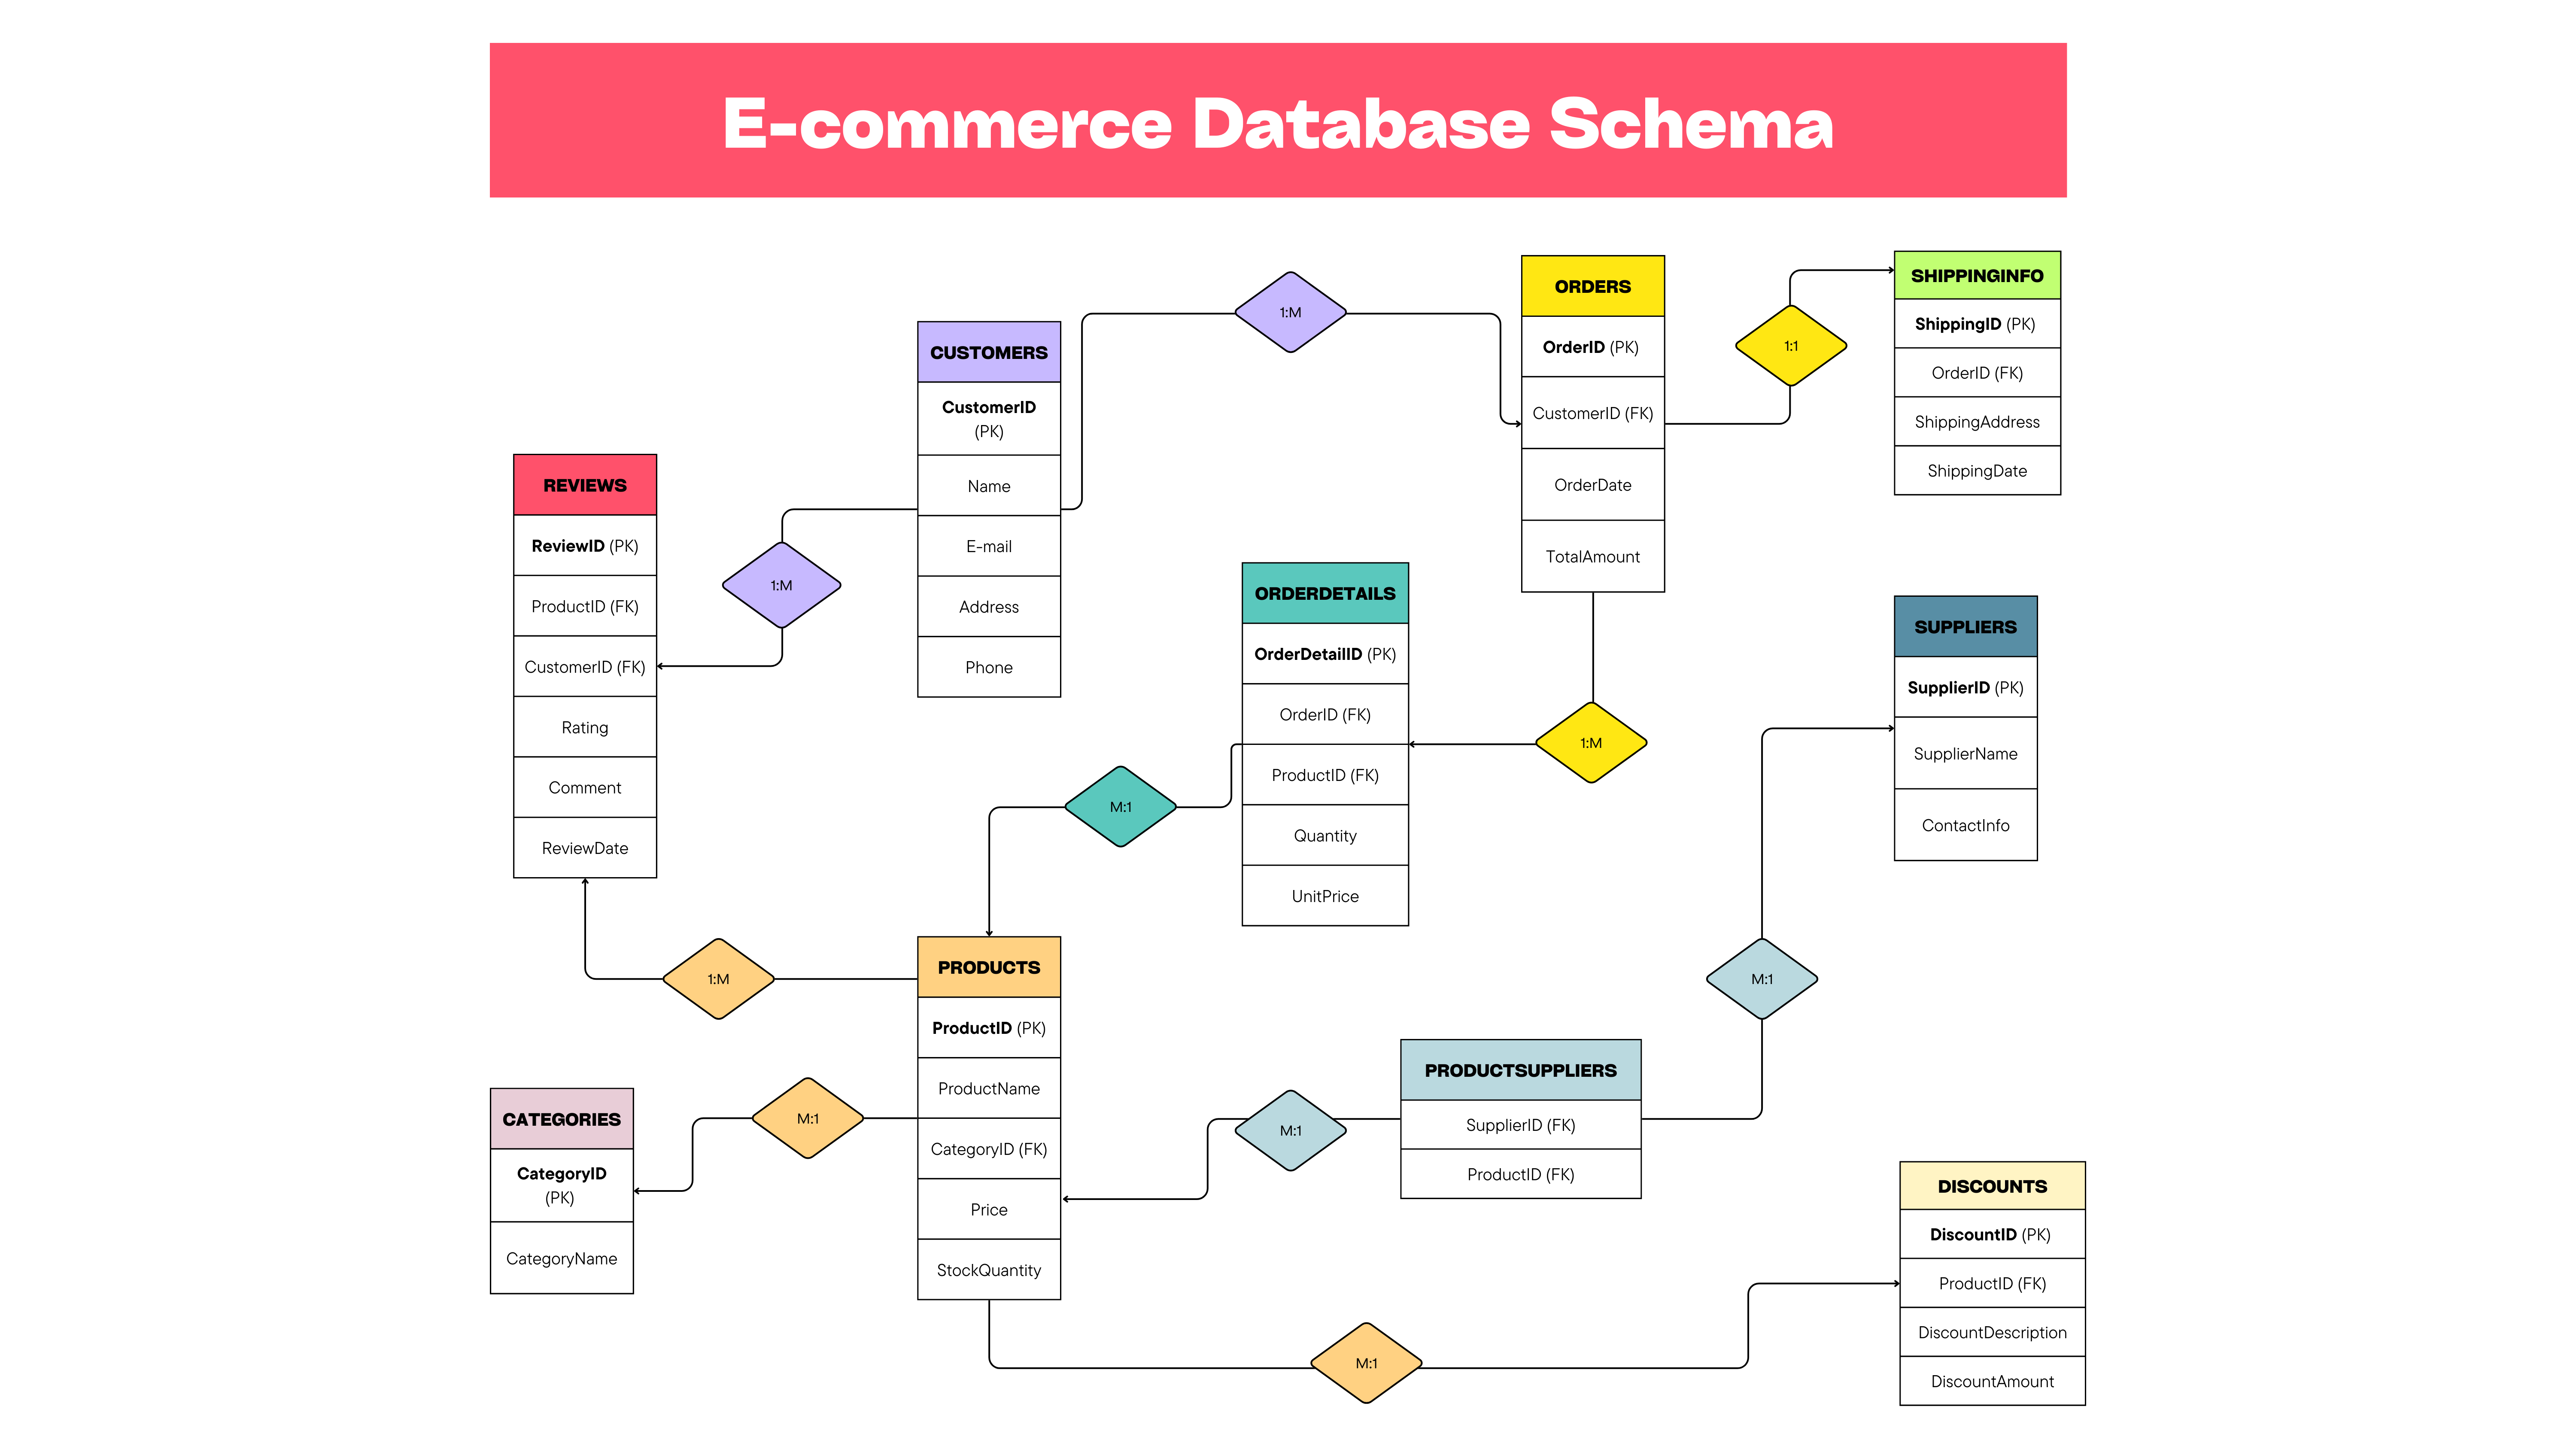 E-commerce Database Schema
CUSTOMERS
CustomerID
(PK)
Name
E-mail
Address
Phone
1:M
ORDERS
OrderID (PK)
CustomerID (FK)
OrderDate
TotalAmount
1:1
SHIPPINGINFO
ShippingID (PK)
OrderID (FK)
ShippingAddress
ShippingDate
REVIEWS
ReviewID (PK)
ProductID (FK)
CustomerID (FK)
Rating
Comment
ReviewDate
1:M
ORDERDETAILS
OrderDetailID (PK)
OrderID (FK)
ProductID (FK)
Quantity
UnitPrice
1:M
M:1
SUPPLIERS
SupplierID (PK)
SupplierName
ContactInfo
1:M
PRODUCTS
ProductID (PK)
ProductName
CategoryID (FK)
Price
StockQuantity
M:1
CATEGORIES
CategoryID
(PK)
CategoryName
M:1
M:1
PRODUCTSUPPLIERS
SupplierID (FK)
ProductID (FK)
M:1
DISCOUNTS
DiscountID (PK)
ProductID (FK)
DiscountDescription
DiscountAmount